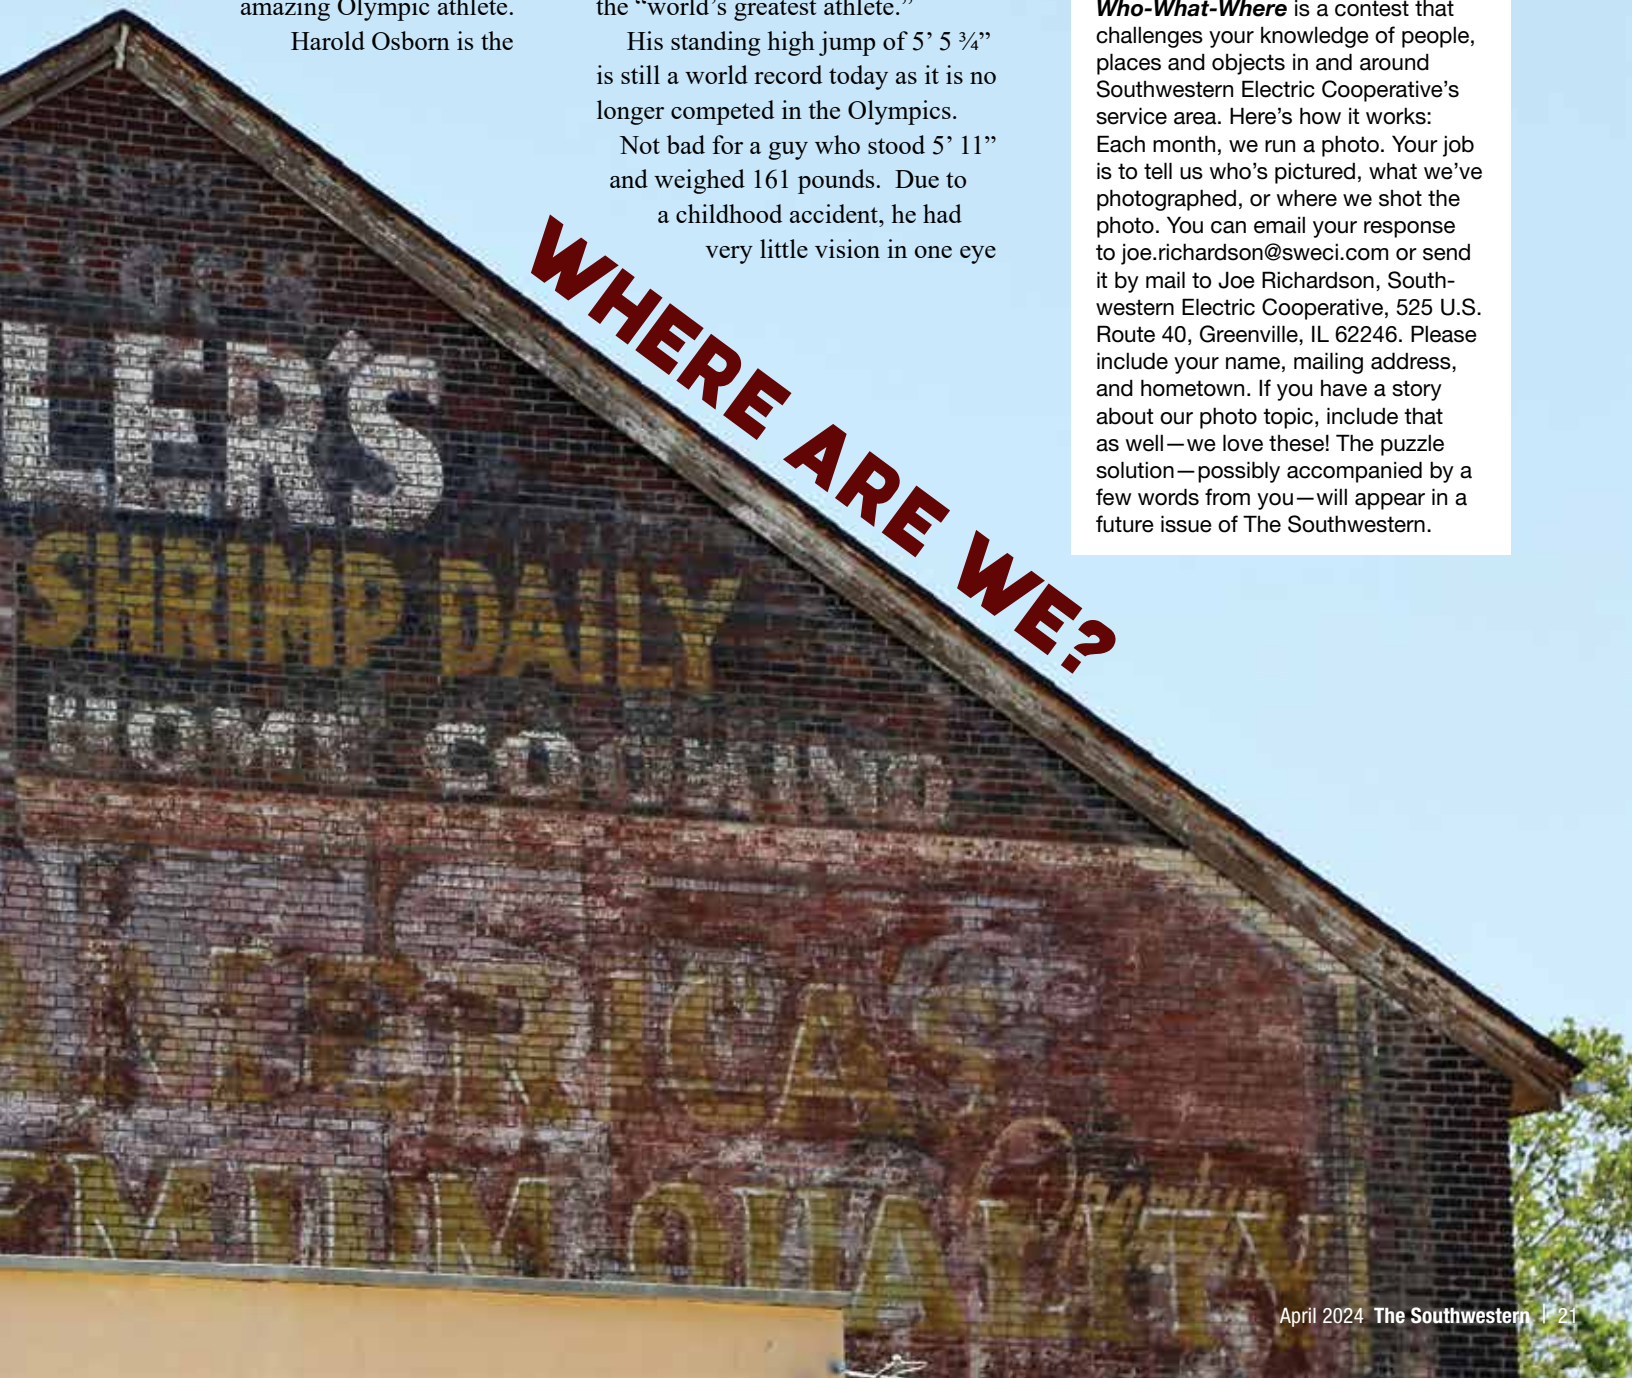 amazing Olympic athlete.
Harold Osborn is the
the “world’s greatest athlete.”
His standing high jump of 5’ 5 ¾”
is still a world record today as it is no
longer competed in the Olympics.
Not bad for a guy who stood 5’ 11”
and weighed 161 pounds.  Due to
a childhood accident, he had
very little vision in one eye
Who-What-Where is a contest that
challenges your knowledge of people,
places and objects in and around
Southwestern Electric Cooperative’s
service area. Here’s how it works:
Each month, we run a photo. Your job
is to tell us who’s pictured, what we’ve
photographed, or where we shot the
photo. You can email your response
to joe.richardson@sweci.com or send
it by mail to Joe Richardson, South-
western Electric Cooperative, 525 U.S.
Route 40, Greenville, IL 62246. Please
include your name, mailing address,
and hometown. If you have a story
about our photo topic, include that
as well—we love these! The puzzle
solution—possibly accompanied by a
few words from you—will appear in a
future issue of The Southwestern.
WHERE ARE WE?
LER'S
SHRIMP DAILY
HOME COOKING
AMERICAS
EMIUM QUALITY
Premium
April 2024 The Southwestern | 21